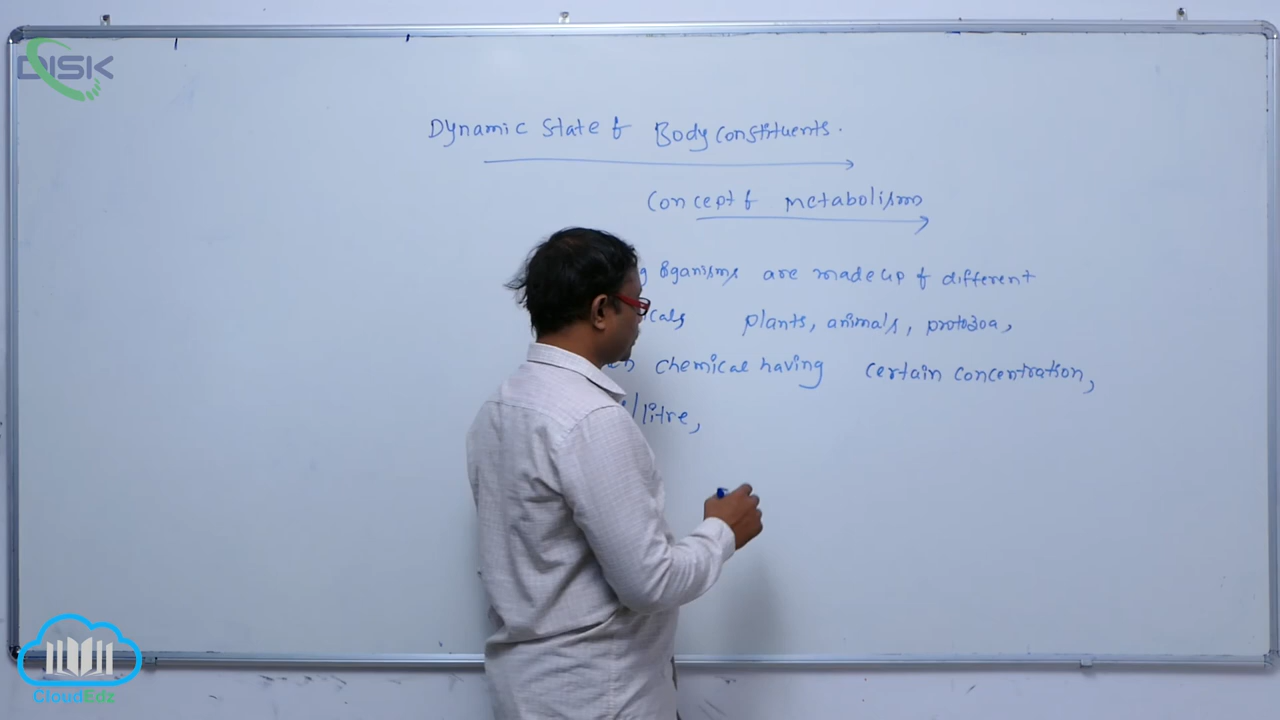 DISK
Dynamic State of Body constituents.
Concept of metabolism
organisms are made up of different
plants, animals, protozoa,
chemical having certain concentration,
/litre,
CloudEdz